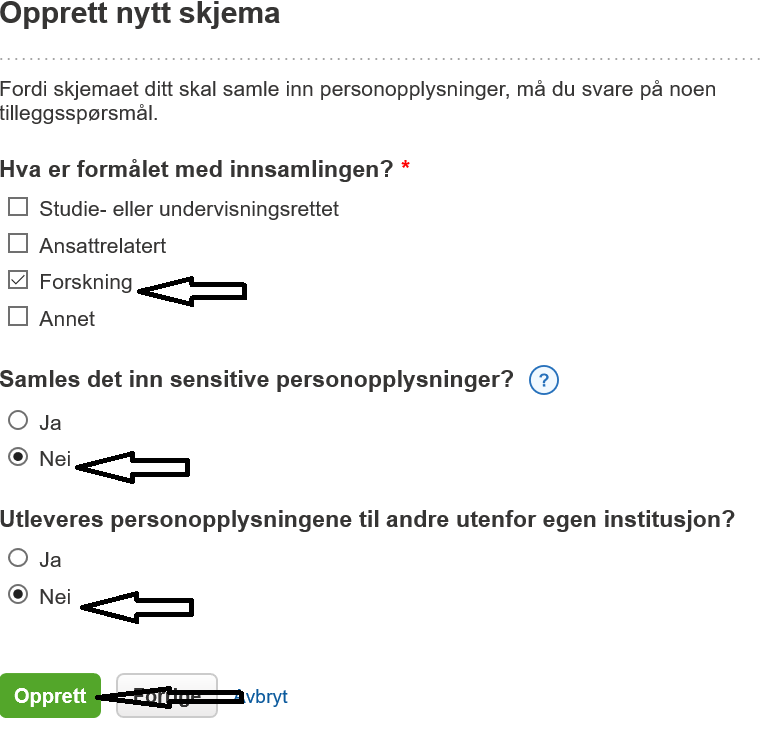 Opprett nytt skjema
Fordi skjemaet ditt skal samle inn personopplysninger, må du svare på noen
tilleggsspørsmål.
Hva er formålet med innsamlingen? *
Studie- eller undervisningsrettet
Ansattrelatert
Forskning
Annet
Samles det inn sensitive personopplysninger? ?
Ja
Nei
Utleveres personopplysningene til andre utenfor egen institusjon?
Ja
Nei
Opprett Forrige Avbryt